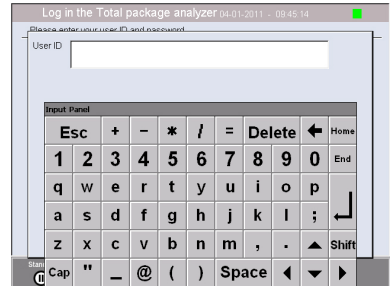 Log in the Total package analyzer 04-01-2011 - 09:45:14
Please enter your user ID and password
User ID
Input Panel
Esc + - * / = Delete 🡰 Home
1 2 3 4 5 6 7 8 9 0 End
q w e r t y u i o p
a s d f g h j k l ;
z x c v b n m , . ▲ Shift
Cap " _ @ ( ) Space ◀ ▼ ▶